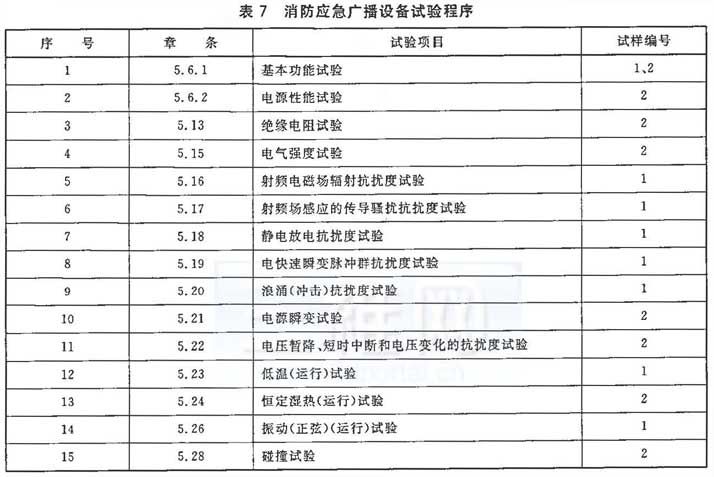 表 7 消防应急广播设备试验程序
序 号 章 条 试验项目 试样编号
1 5.6.1 基本功能试验 1、2
2 5.6.2 电源性能试验 2
3 5.13 绝缘电阻试验 2
4 5.15 电气强度试验 2
5 5.16 射频电磁场辐射抗扰度试验 1
6 5.17 射频场感应的传导骚扰抗扰度试验 1
7 5.18 静电放电抗扰度试验 1
8 5.19 电快速瞬变脉冲群抗扰度试验 1
9 5.20 浪涌(冲击)抗扰度试验 1
10 5.21 电源瞬变试验 2
11 5.22 电压暂降、短时中断和电压变化的抗扰度试验 2
12 5.23 低温(运行)试验 1
13 5.24 恒定湿热(运行)试验 2
14 5.26 振动(正弦)(运行)试验 1
15 5.28 碰撞试验 2